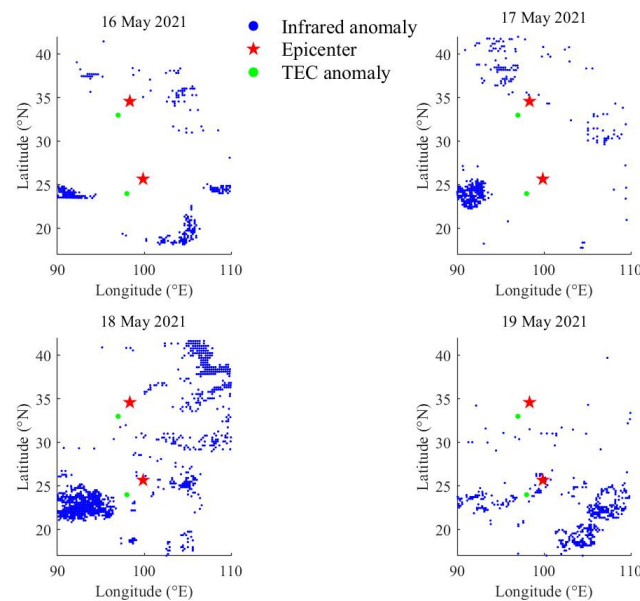 16 May 2021
Infrared anomaly
Epicenter
TEC anomaly
17 May 2021
40
35
30
25
20
Latitude (°N)
90
100
110
Longitude (°E)
40
35
30
25
20
Latitude (°N)
90
100
110
Longitude (°E)
18 May 2021
19 May 2021
40
35
30
25
20
Latitude (°N)
90
100
110
Longitude (°E)
40
35
30
25
20
Latitude (°N)
90
100
110
Longitude (°E)